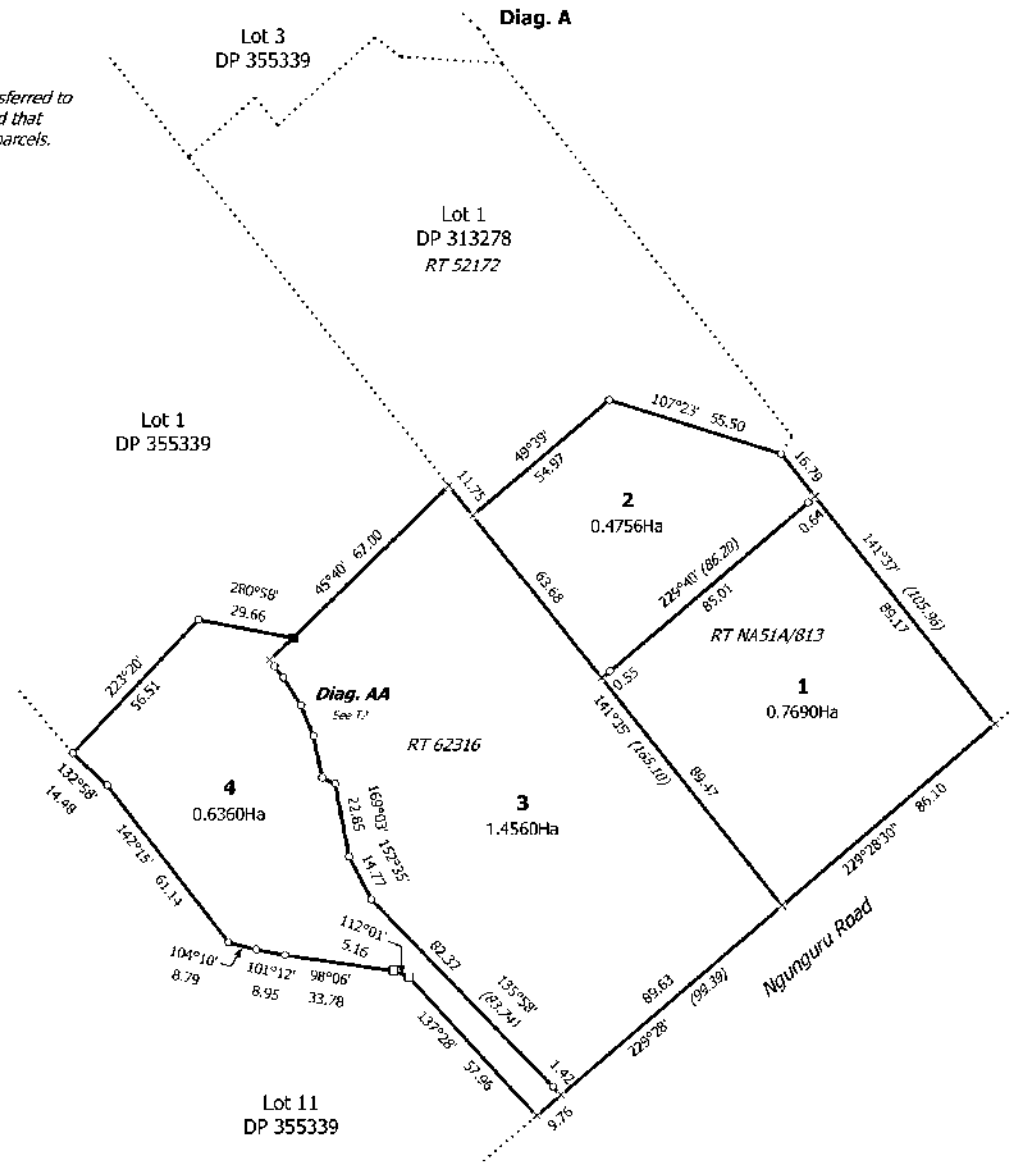 Diag. A
Lot 3
DP 355339
sferred to
d that
parcels.
Lot 1
DP 313278
RT 52172
Lot 1
DP 355339
107°23' 55.50
49°39'
54.97
11.75
16.79
2
0.4756Ha
0.64
45°40' 67.00
63.68
229°40' (86.20)
85.01
141°37' (105.96)
89.17
280°58'
29.66
RT NA51A/813
0.55
1
0.7690Ha
223°20'
56.51
Diag. AA
See T2
RT 62316
141°35' (165.10)
89.47
132°58'
14.48
4
0.6360Ha
169°03' 152°35'
22.85 14.77
3
1.4560Ha
86.10
229°28'30"
142°15' 61.14
112°01'
5.16
82.32
135°58'
(83.74)
104°10'
8.79
101°12'
8.95
98°06'
33.78
89.63 (99.39)
229°28'
Ngunguru Road
137°28' 57.96
1.42
9.76
Lot 11
DP 355339